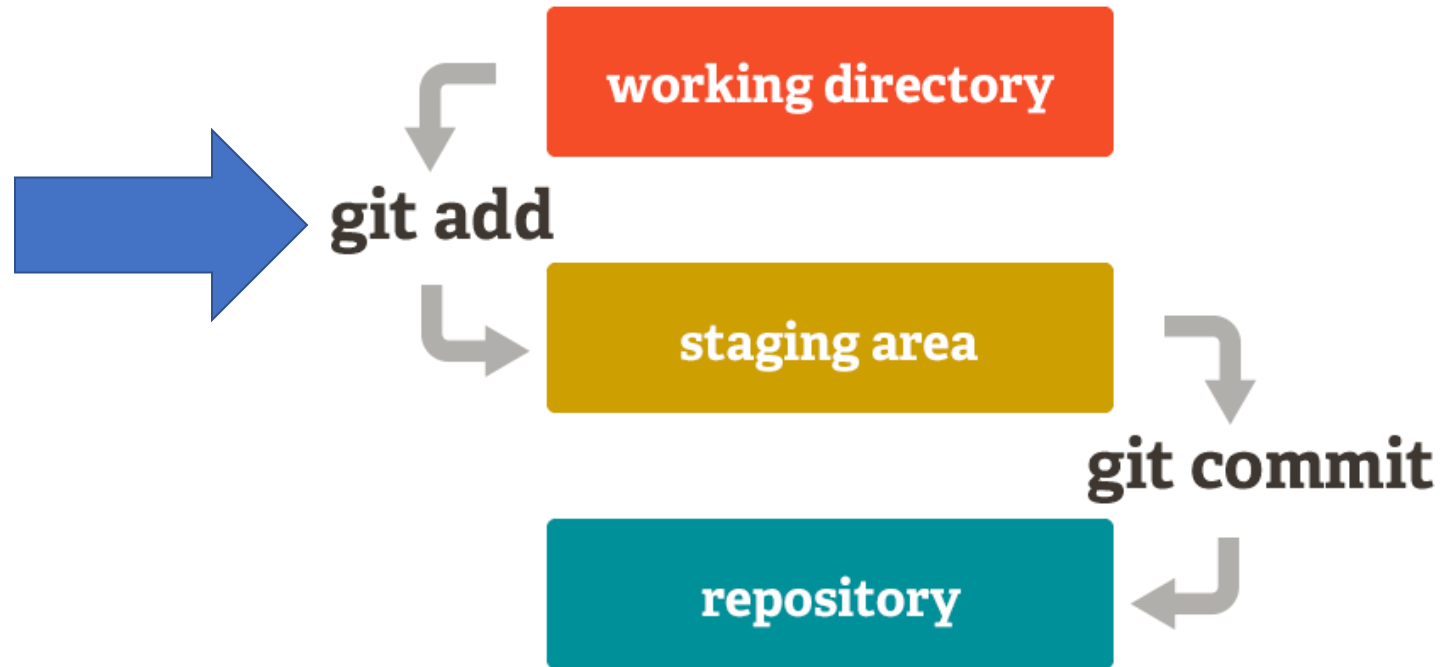 working directory
git add
staging area
git commit
repository